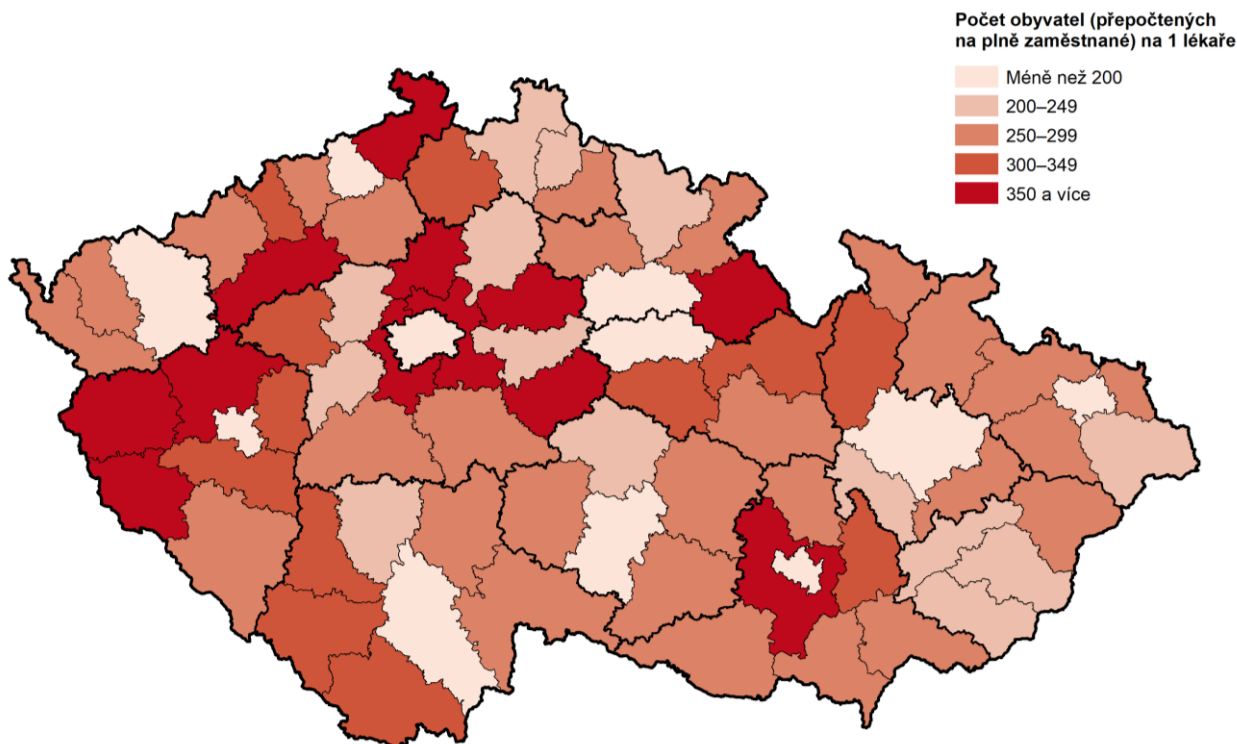 Počet obyvatel (přepočtených
na plně zaměstnané) na 1 lékaře
Méně než 200
200–249
250–299
300–349
350 a více